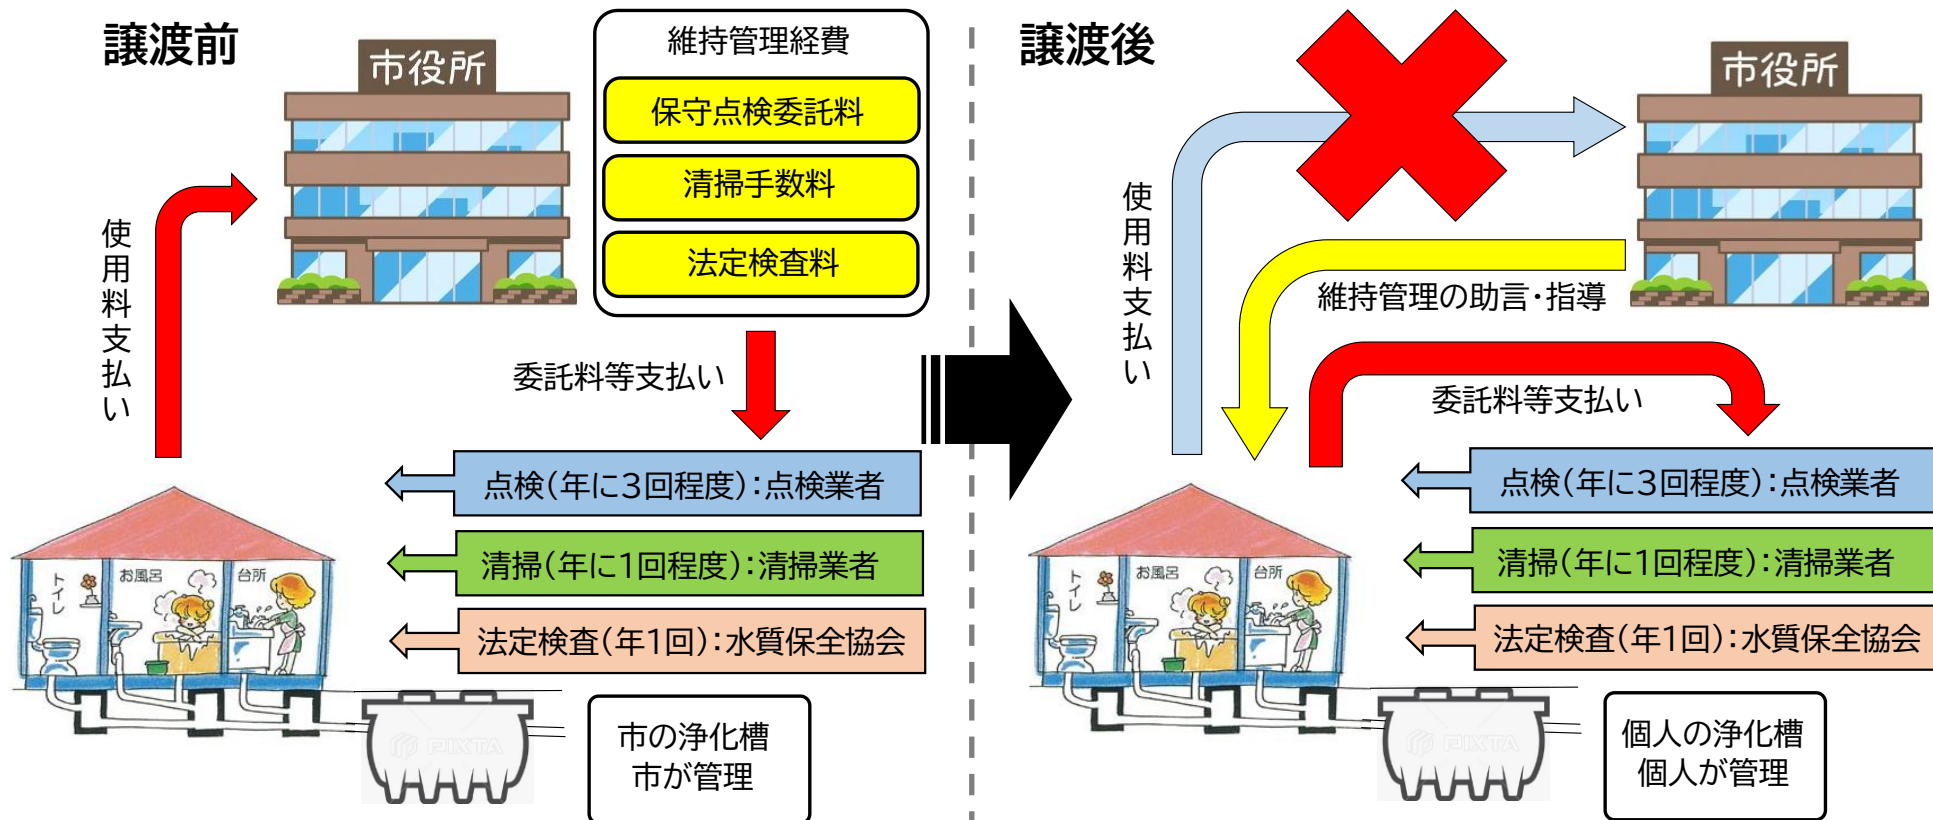 譲渡前
市役所
維持管理経費
保守点検委託料
清掃手数料
法定検査料
使用料支払い
委託料等支払い
点検(年に3回程度):点検業者
清掃(年に1回程度):清掃業者
法定検査(年1回):水質保全協会
トイレ
お風呂
台所
PIXTA
市の浄化槽
市が管理
譲渡後
市役所
使用料支払い
維持管理の助言・指導
委託料等支払い
点検(年に3回程度):点検業者
清掃(年に1回程度):清掃業者
法定検査(年1回):水質保全協会
トイレ
お風呂
台所
PIXTA
個人の浄化槽
個人が管理